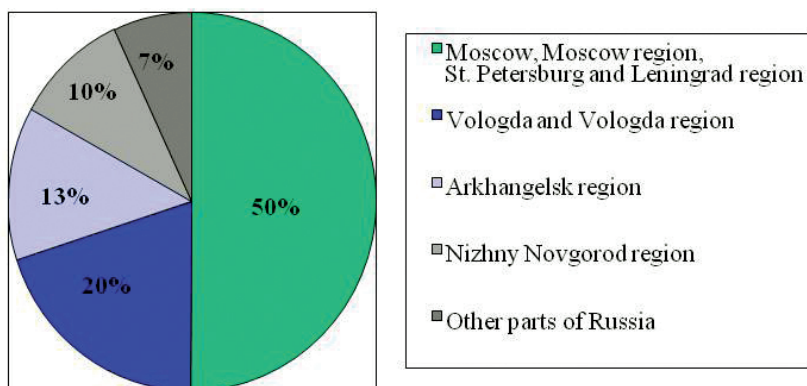 7%
10%
13%
50%
20%
Moscow, Moscow region,
St. Petersburg and Leningrad region
Vologda and Vologda region
Arkhangelsk region
Nizhny Novgorod region
Other parts of Russia